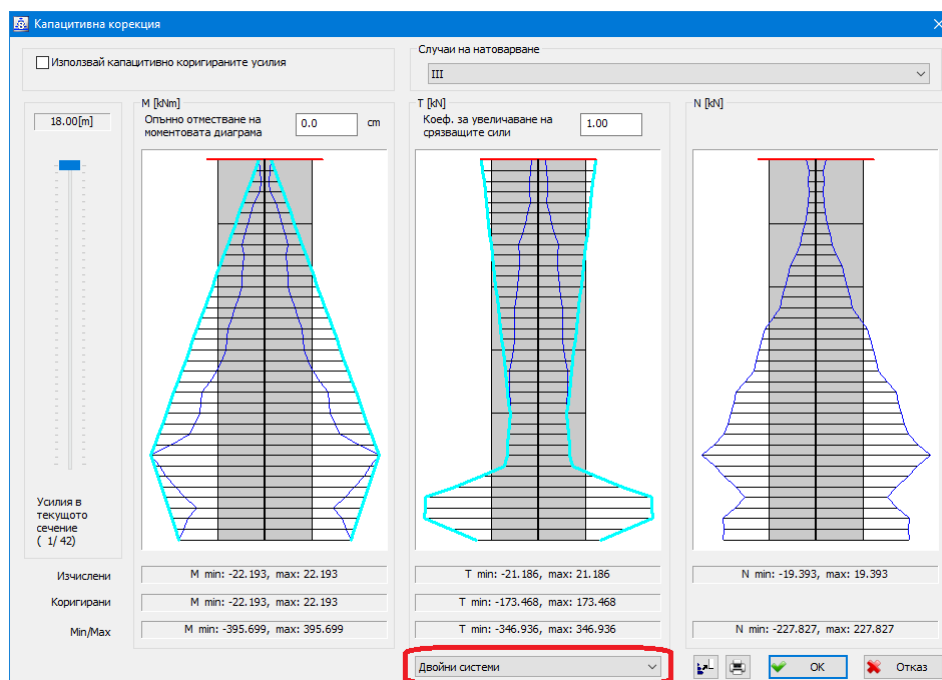 Капацитивна корекция
Използвай капацитивно коригираните усилия
Случаи на натоварване
III
18.00[m]
M [kNm]
Опънно отместване на
моментовата диаграма
0.0
cm
T [kN]
Коеф. за увеличаване на
срязващите сили
1.00
N [kN]
Усилия в
текущото
сечение
( 1/ 42)
Изчислени
M min: -22.193, max: 22.193
T min: -21.186, max: 21.186
N min: -19.393, max: 19.393
Коригирани
M min: -22.193, max: 22.193
T min: -173.468, max: 173.468
Min/Max
M min: -395.699, max: 395.699
T min: -346.936, max: 346.936
N min: -227.827, max: 227.827
Двойни системи
OK
Отказ